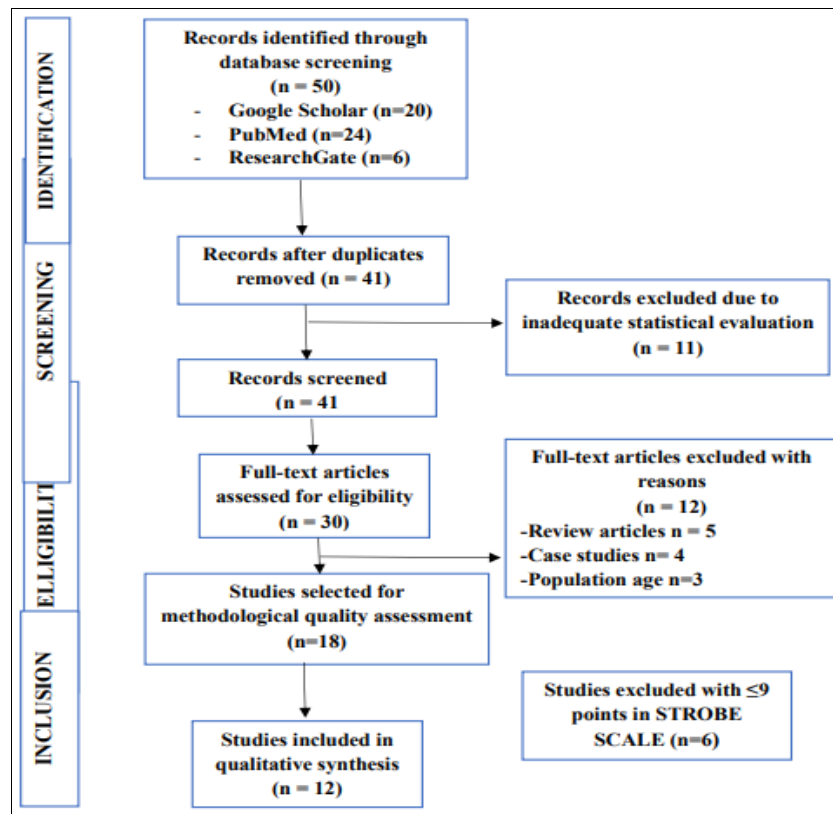 IDENTIFICATION
Records identified through
database screening
(n = 50)
- Google Scholar (n=20)
- PubMed (n=24)
- ResearchGate (n=6)
SCREENING
Records after duplicates
removed (n = 41)
Records excluded due to
inadequate statistical evaluation
(n = 11)
Records screened
(n = 41
ELLIGIBILIT
Full-text articles
assessed for eligibility
(n = 30)
Full-text articles excluded with
reasons
(n = 12)
-Review articles n = 5
-Case studies n= 4
-Population age n=3
Studies selected for
methodological quality assessment
(n=18)
INCLUSION
Studies excluded with ≤9
points in STROBE
SCALE (n=6)
Studies included in
qualitative synthesis
(n = 12)